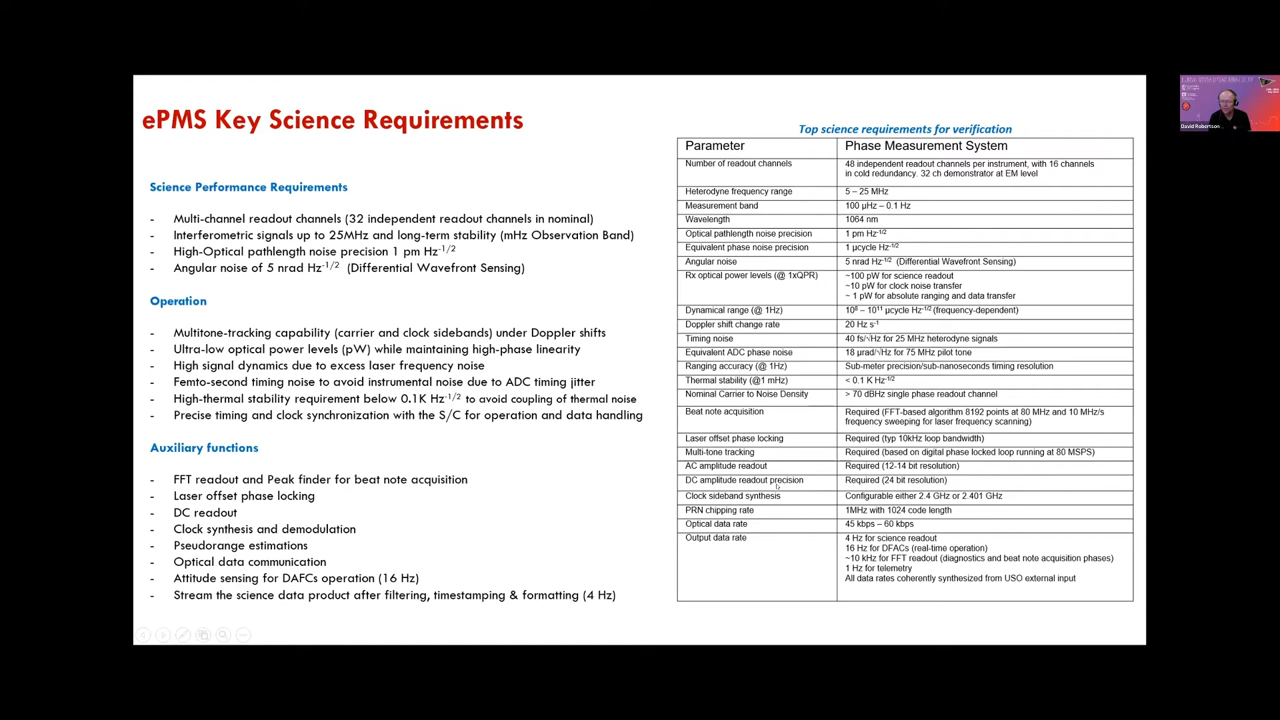 ePMS Key Science Requirements
Science Performance Requirements
- Multi-channel readout channels (32 independent readout channels in nominal)
- Interferometric signals up to 25MHz and long-term stability (mHz Observation Band)
- High-Optical pathlength noise precision 1 pm Hz-1/2
- Angular noise of 5 nrad Hz-1/2 (Differential Wavefront Sensing)
Operation
- Multitone-tracking capability (carrier and clock sidebands) under Doppler shifts
- Ultra-low optical power levels (pW) while maintaining high-phase linearity
- High signal dynamics due to excess laser frequency noise
- Femto-second timing noise to avoid instrumental noise due to ADC timing jitter
- High-thermal stability requirement below 0.1K Hz-1/2 to avoid coupling of thermal noise
- Precise timing and clock synchronization with the S/C for operation and data handling
Auxiliary functions
- FFT readout and Peak finder for beat note acquisition
- Laser offset phase locking
- DC readout
- Clock synthesis and demodulation
- Pseudorange estimations
- Optical data communication
- Attitude sensing for DAFCs operation (16 Hz)
- Stream the science data product after filtering, timestamping & formatting (4 Hz)
Top science requirements for verification
Parameter Phase Measurement System
Number of readout channels 48 independent readout channels per instrument, with 16 channels
in cold redundancy. 32 ch demonstrator at EM level
Heterodyne frequency range 5 – 25 MHz
Measurement band 100 µHz – 0.1 Hz
Wavelength 1064 nm
Optical pathlength noise precision 1 pm Hz-1/2
Equivalent phase noise precision 1 µcycle Hz-1/2
Angular noise 5 nrad Hz-1/2 (Differential Wavefront Sensing)
Rx optical power levels (@ 1xQPR) ~100 pW for science readout
~10 pW for clock noise transfer
~ 1 pW for absolute ranging and data transfer
Dynamical range (@ 1Hz) 10⁸ – 10¹¹ µcycle Hz-1/2 (frequency-dependent)
Doppler shift change rate 20 Hz s-1
Timing noise 40 fs/√Hz for 25 MHz heterodyne signals
Equivalent ADC phase noise 18 µrad/√Hz for 75 MHz pilot tone
Ranging accuracy (@ 1Hz) Sub-meter precision/sub-nanoseconds timing resolution
Thermal stability (@1 mHz) < 0.1 K Hz-1/2
Nominal Carrier to Noise Density > 70 dBHz single phase readout channel
Beat note acquisition Required (FFT-based algorithm 8192 points at 80 MHz and 10 MHz/s
frequency sweeping for laser frequency scanning)
Laser offset phase locking Required (typ 10kHz loop bandwidth)
Multi-tone tracking Required (based on digital phase locked loop running at 80 MSPS)
AC amplitude readout Required (12-14 bit resolution)
DC amplitude readout precision Required (24 bit resolution)
Clock sideband synthesis Configurable either 2.4 GHz or 2.401 GHz
PRN chipping rate 1MHz with 1024 code length
Optical data rate 45 kbps – 60 kbps
Output data rate 4 Hz for science readout
16 Hz for DFACs (real-time operation)
~10 kHz for FFT readout (diagnostics and beat note acquisition phases)
1 Hz for telemetry
All data rates coherently synthesized from USO external input
David Robertson